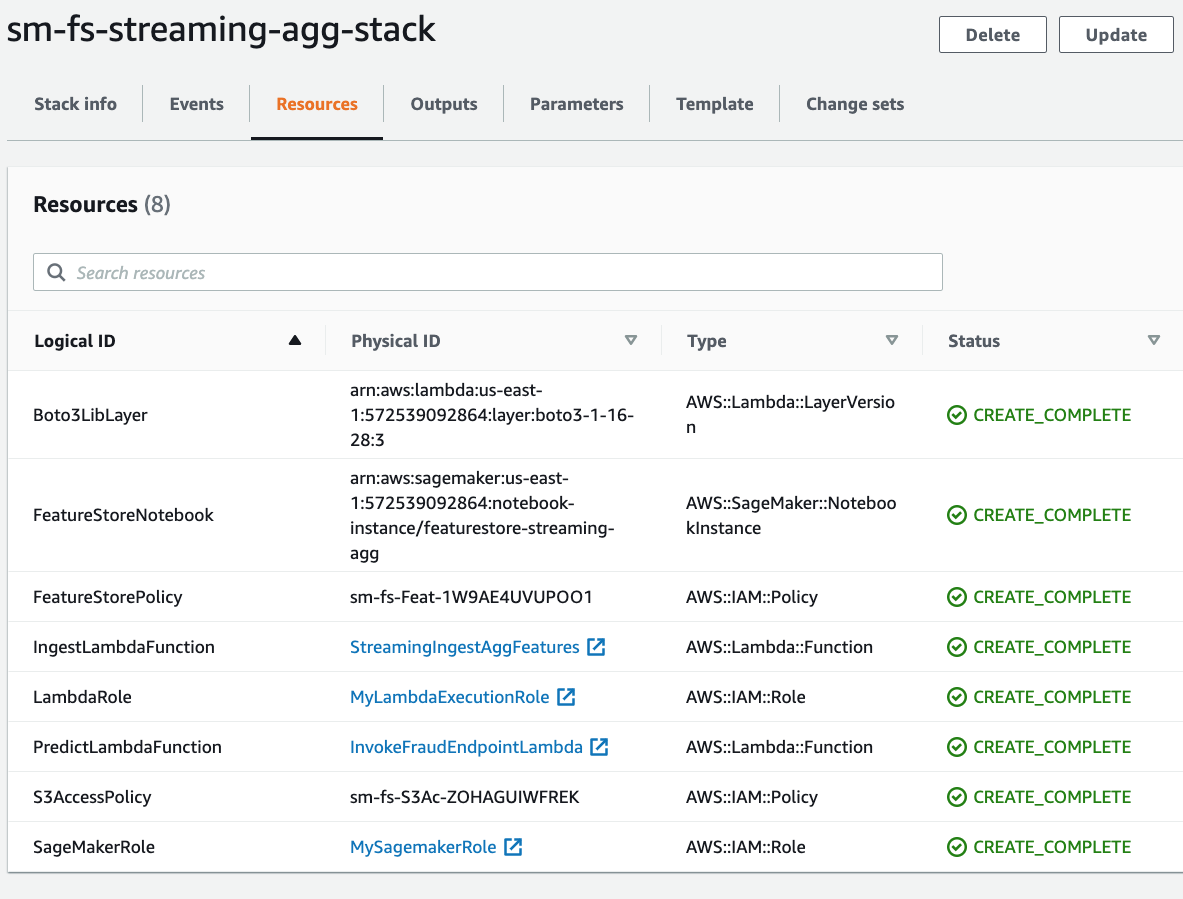 sm-fs-streaming-agg-stack
Delete
Update
Stack info
Events
Resources
Outputs
Parameters
Template
Change sets
Resources (8)
Search resources
Logical ID
Physical ID
Type
Status
Boto3LibLayer
arn:aws:lambda:us-east-
1:572539092864:layer:boto3-1-16-
28:3
AWS::Lambda::LayerVersio
n
CREATE_COMPLETE
FeatureStoreNotebook
arn:aws:sagemaker:us-east-
1:572539092864:notebook-
instance/featurestore-streaming-
agg
AWS::SageMaker::Noteboo
kInstance
CREATE_COMPLETE
FeatureStorePolicy
sm-fs-Feat-1W9AE4UVUPOO1
AWS::IAM::Policy
CREATE_COMPLETE
IngestLambdaFunction
StreamingIngestAggFeatures
AWS::Lambda::Function
CREATE_COMPLETE
LambdaRole
MyLambdaExecutionRole
AWS::IAM::Role
CREATE_COMPLETE
PredictLambdaFunction
InvokeFraudEndpointLambda
AWS::Lambda::Function
CREATE_COMPLETE
S3AccessPolicy
sm-fs-S3Ac-ZOHAGUIWFREK
AWS::IAM::Policy
CREATE_COMPLETE
SageMakerRole
MySagemakerRole
AWS::IAM::Role
CREATE_COMPLETE